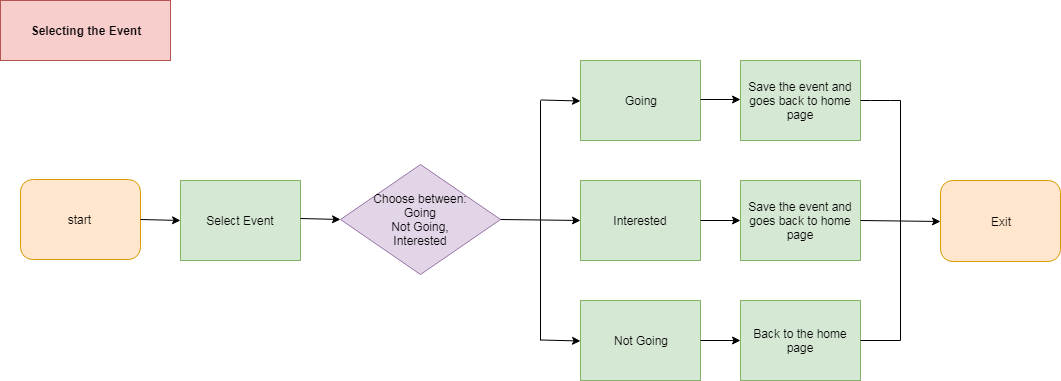 Selecting the Event
start
Select Event
Choose between:
Going
Not Going,
Interested
Going
Save the event and
goes back to home
page
Interested
Save the event and
goes back to home
page
Not Going
Back to the home
page
Exit